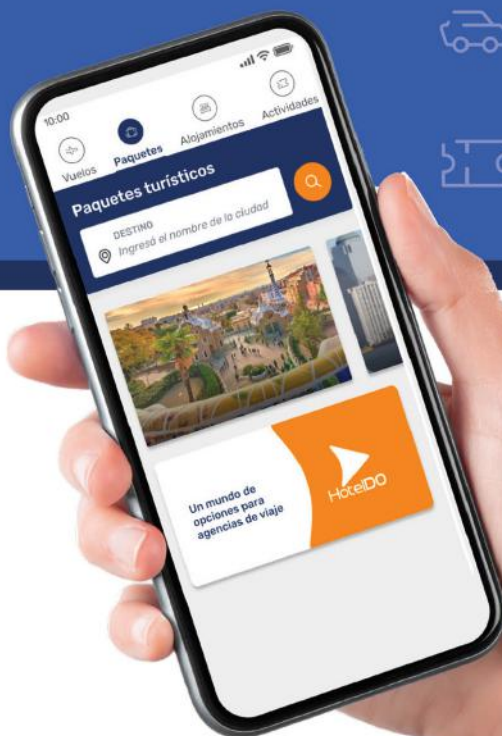 10:00
Vuelos
Paquetes
Alojamientos
Actividades
Paquetes turísticos
DESTINO
Ingresá el nombre de la ciudad
Un mundo de
opciones para
agencias de viaje
HotelDO